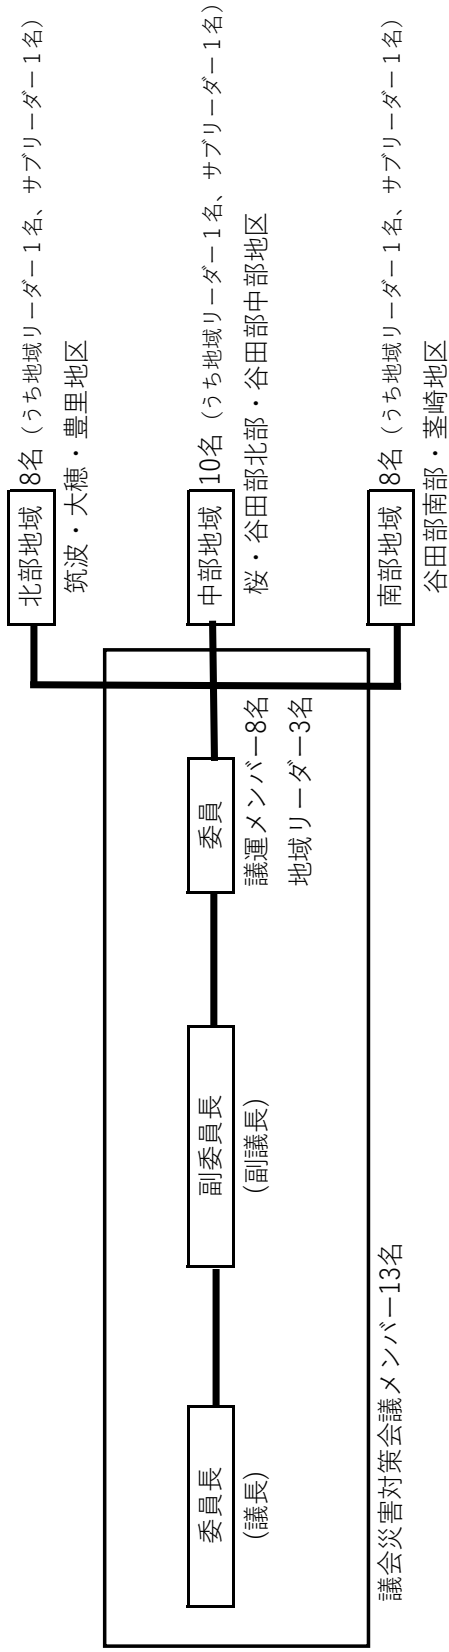 委員長
(議長)
副委員長
(副議長)
委員
議運メンバー8名
地域リーダー3名
議会災害対策会議メンバー13名
北部地域 8名（うち地域リーダー1名、サブリーダー1名）
筑波・大穂・豊里地区
中部地域 10名（うち地域リーダー1名、サブリーダー1名）
桜・谷田部北部・谷田部中部地区
南部地域 8名（うち地域リーダー1名、サブリーダー1名）
谷田部南部・茎崎地区